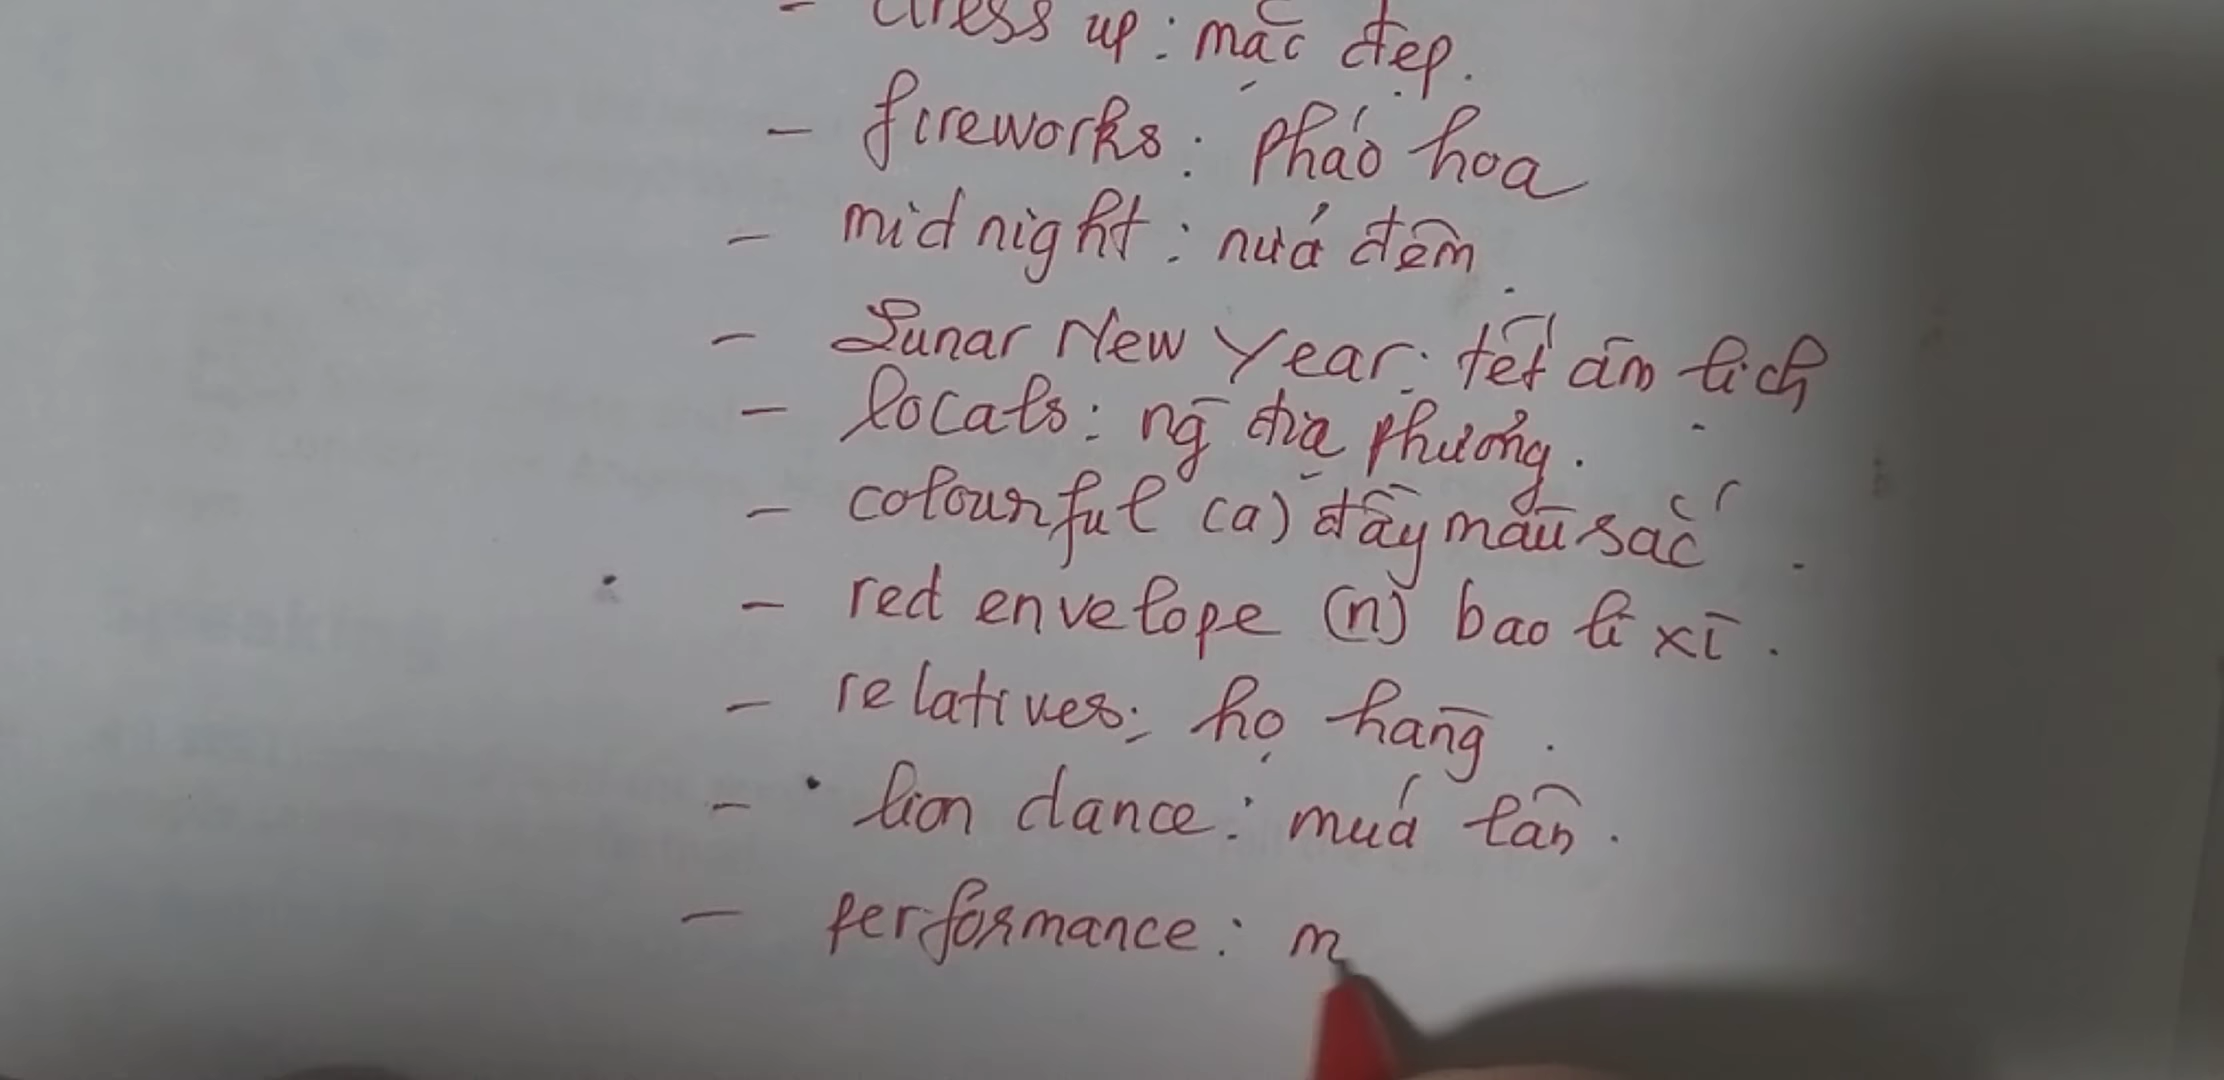 - dress up : mặc đẹp.
- fireworks : pháo hoa
- midnight : nửa đêm.
- Lunar New Year : tết âm lịch
- locals : ng̀ địa phương.
- colourful (a) đầy màu sắc.
- red envelope (n) bao lì xì.
- relatives : họ hàng.
- lion dance : múa lân.
- performance : m